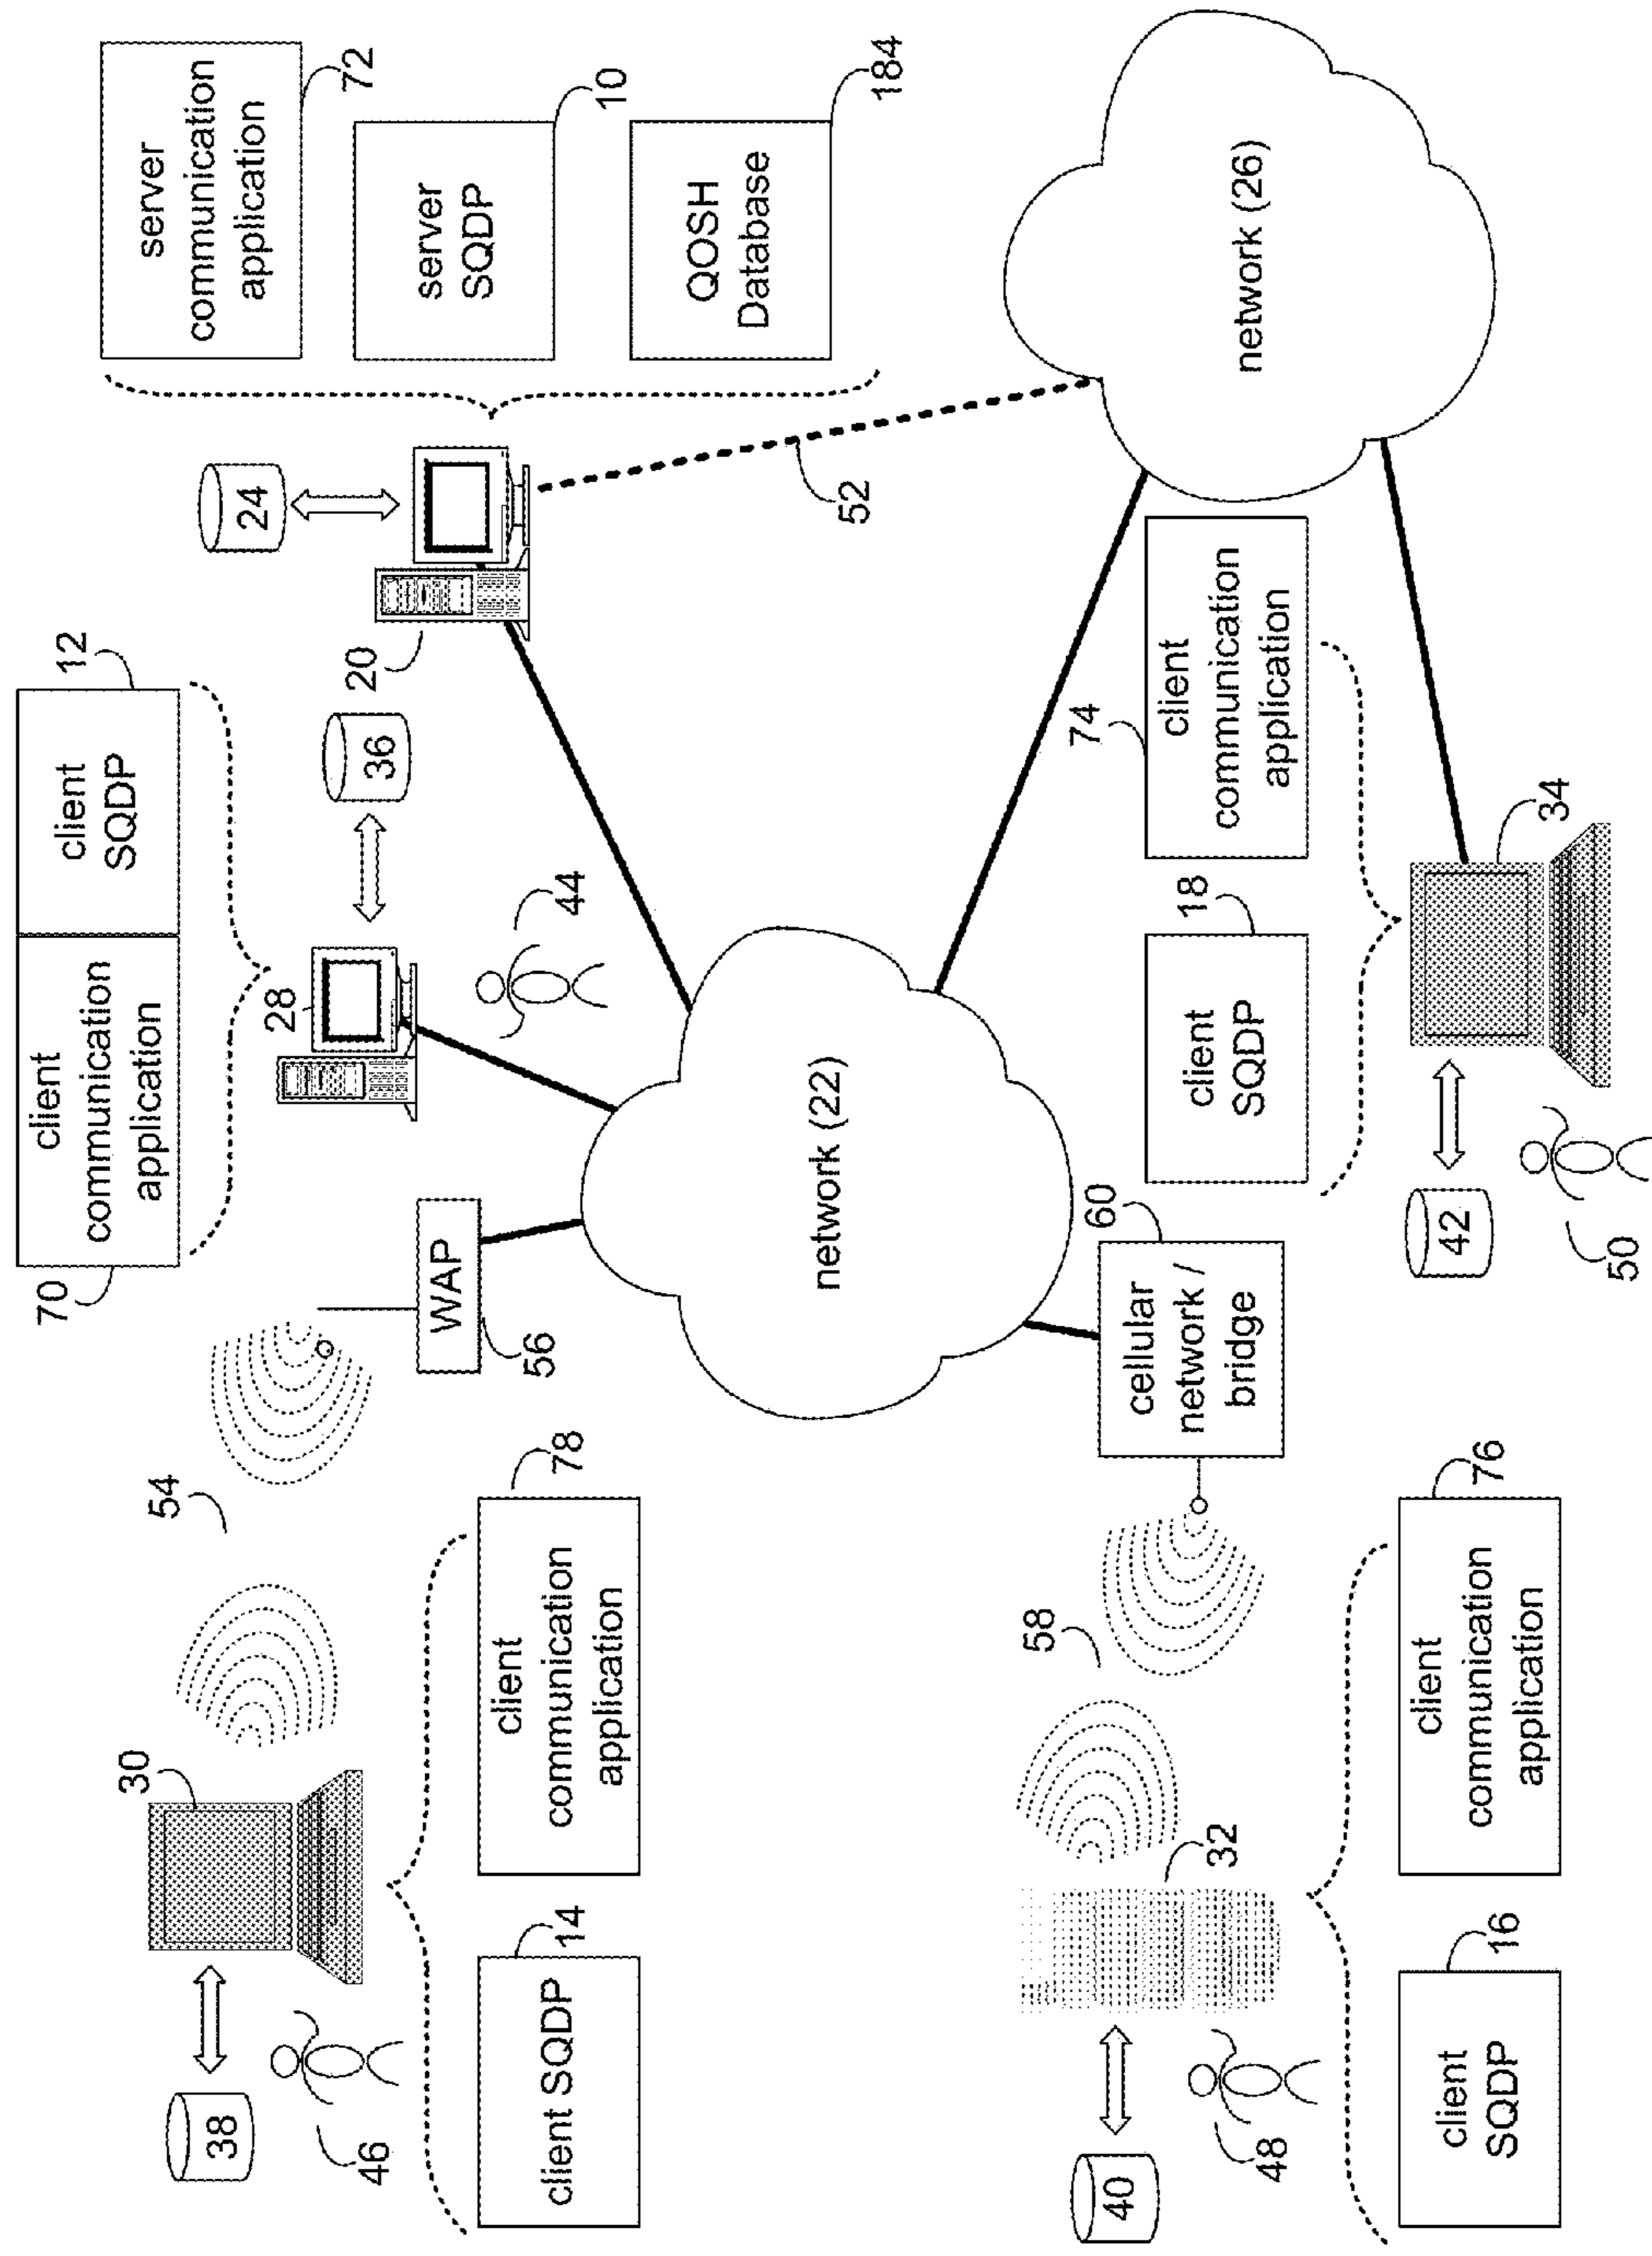 38
46
30
client SQDP
14
client
communication
application
78
54
70
client
communication
application
client
SQDP
12
28
36
44
WAP
56
24
20
server
communication
application
72
server
SQDP
10
QOSH
Database
184
52
network (22)
network (26)
40
48
32
58
cellular
network /
bridge
60
client
SQDP
16
client
communication
application
76
client
SQDP
18
client
communication
application
74
42
50
34